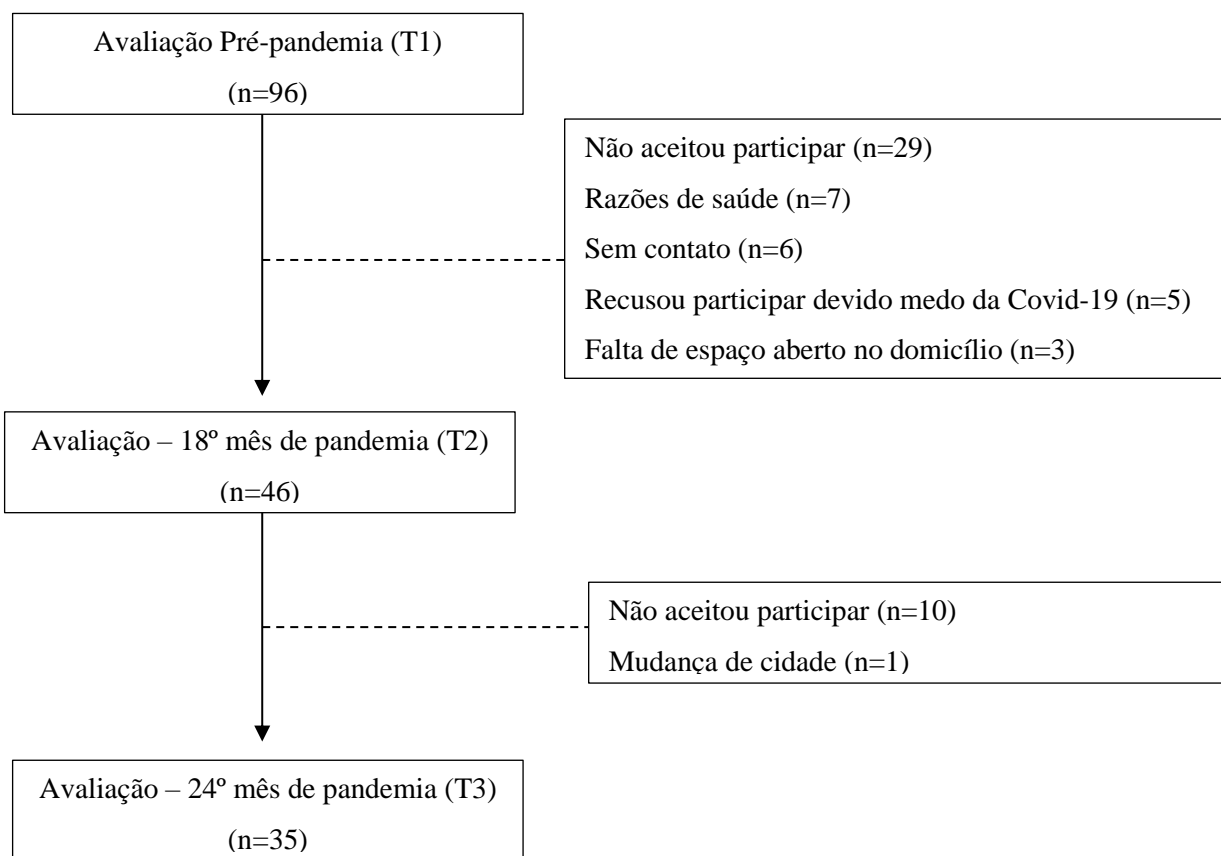 Avaliação Pré-pandemia (T1)
(n=96)
Não aceitou participar (n=29)
Razões de saúde (n=7)
Sem contato (n=6)
Recusou participar devido medo da Covid-19 (n=5)
Falta de espaço aberto no domicílio (n=3)
Avaliação – 18º mês de pandemia (T2)
(n=46)
Não aceitou participar (n=10)
Mudança de cidade (n=1)
Avaliação – 24º mês de pandemia (T3)
(n=35)